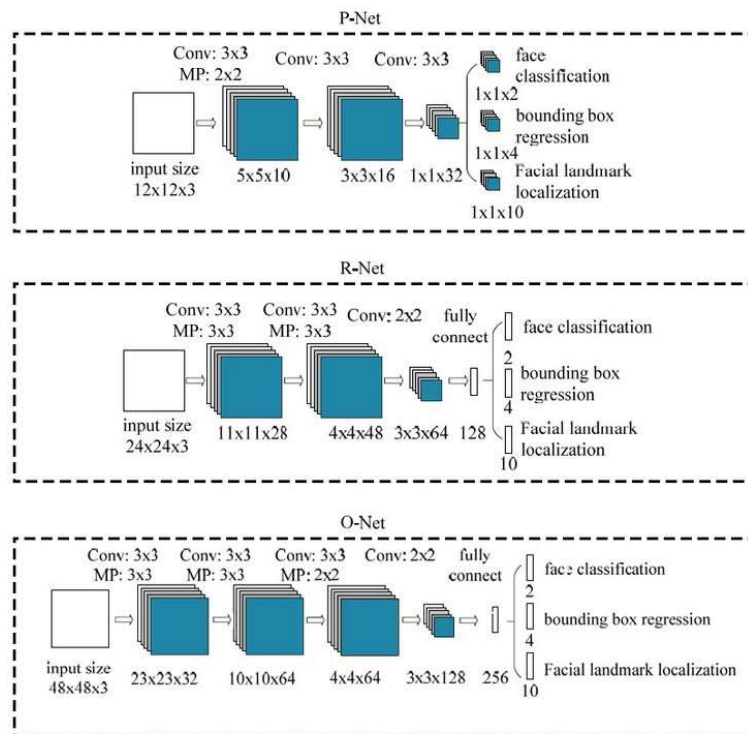 P-Net
Conv: 3x3 Conv: 3x3 Conv: 3x3
MP: 2x2
face
classification
1x1x2
bounding box
regression
1x1x4
Facial landmark
localization
1x1x10
input size
12x12x3
5x5x10 3x3x16 1x1x32
R-Net
Conv: 3x3 Conv: 3x3 Conv: 2x2 fully
MP: 3x3 MP: 3x3 connect
face classification
2
bounding box
regression
4
Facial landmark
localization
10
input size
24x24x3
11x11x28 4x4x48 3x3x64 128
O-Net
Conv: 3x3 Conv: 3x3 Conv: 3x3 Conv: 2x2 fully
MP: 3x3 MP: 3x3 MP: 2x2 connect
face classification
2
bounding box regression
4
Facial landmark localization
10
input size
48x48x3
23x23x32 10x10x64 4x4x64 3x3x128 256